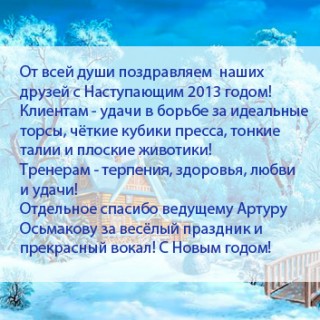 От всей души поздравляем  наших
друзей с Наступающим 2013 годом!
Клиентам - удачи в борьбе за идеальные
торсы, чёткие кубики пресса, тонкие
талии и плоские животики!
Тренерам - терпения, здоровья, любви
и удачи!
Отдельное спасибо ведущему Артуру
Осьмакову за весёлый праздник и
прекрасный вокал! С Новым годом!